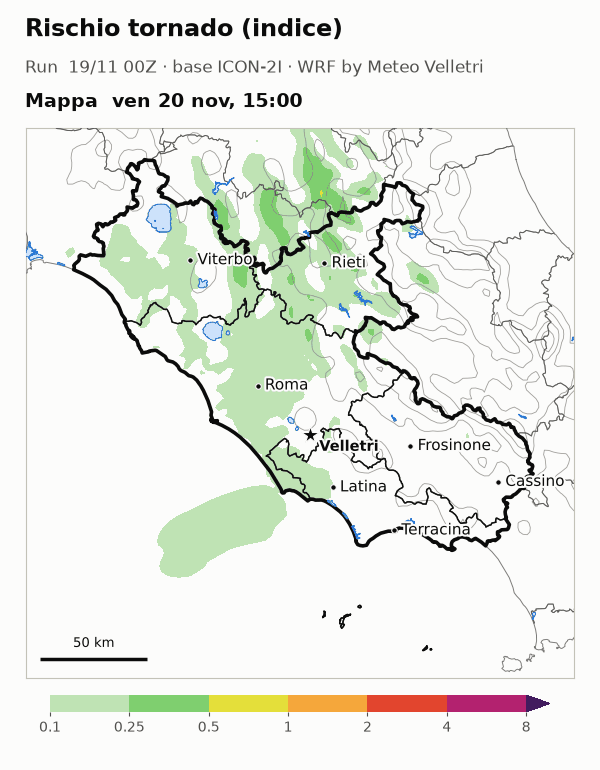 Rischio tornado (indice)
Run  19/11 00Z · base ICON-2I · WRF by Meteo Velletri
Mappa  ven 20 nov, 15:00
Viterbo
Rieti
Roma
Velletri
Frosinone
Cassino
Latina
Terracina
50 km
0.1 0.25 0.5 1 2 4 8